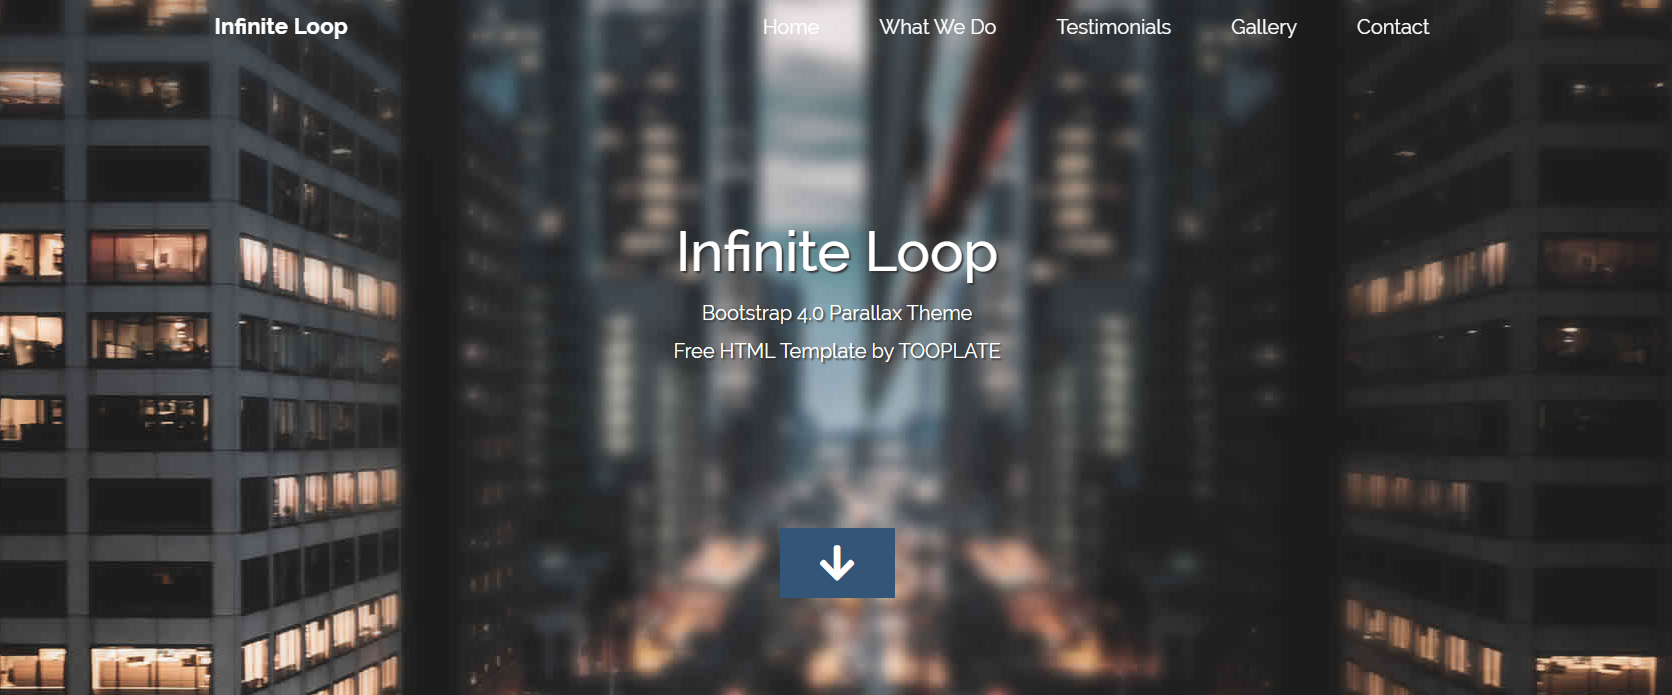 Infinite Loop
Home
What We Do
Testimonials
Gallery
Contact
Infinite Loop
Bootstrap 4.0 Parallax Theme
Free HTML Template by TOOPLATE